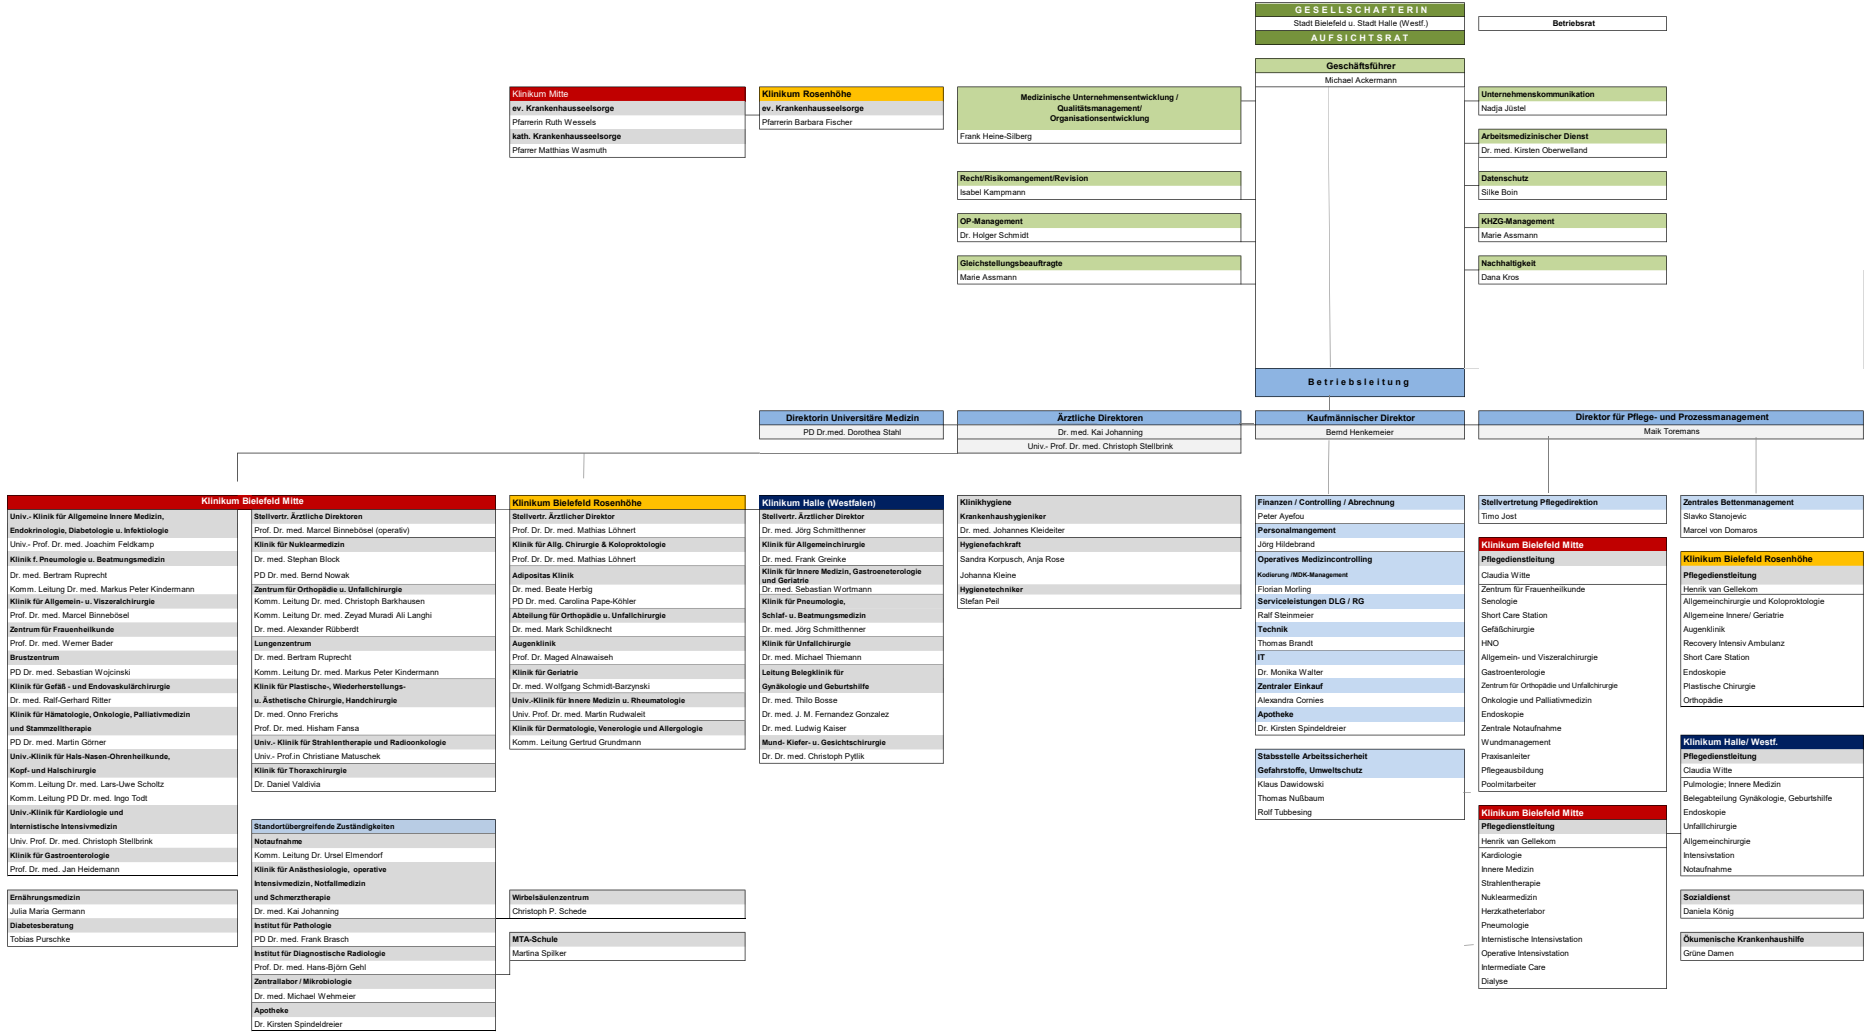 GESELLSCHAFTERIN
Stadt Bielefeld u. Stadt Halle (Westf.)
AUFSICHTSRAT
Betriebsrat
Geschäftsführer
Michael Ackermann
Klinikum Mitte
ev. Krankenhausseelsorge
Pfarrerin Ruth Wessels
kath. Krankenhausseelsorge
Pfarrer Matthias Wasmuth
Klinikum Rosenhöhe
ev. Krankenhausseelsorge
Pfarrerin Barbara Fischer
Medizinische Unternehmensentwicklung /
Qualitätsmanagement/
Organisationsentwicklung
Frank Heine-Silberg
Recht/Risikomangement/Revision
Isabel Kampmann
OP-Management
Dr. Holger Schmidt
Gleichstellungsbeauftragte
Marie Assmann
Unternehmenskommunikation
Nadja Jüstel
Arbeitsmedizinischer Dienst
Dr. med. Kirsten Oberwelland
Datenschutz
Silke Boin
KHZG-Management
Marie Assmann
Nachhaltigkeit
Dana Kros
Betriebsleitung
Direktorin Universitäre Medizin
PD Dr.med. Dorothea Stahl
Ärztliche Direktoren
Dr. med. Kai Johanning
Univ.- Prof. Dr. med. Christoph Stellbrink
Kaufmännischer Direktor
Bernd Henkemeier
Direktor für Pflege- und Prozessmanagement
Maik Toremans
Klinikum Bielefeld Mitte
Univ.- Klinik für Allgemeine Innere Medizin,
Endokrinologie, Diabetologie u. Infektiologie
Univ.- Prof. Dr. med. Joachim Feldkamp
Klinik f. Pneumologie u. Beatmungsmedizin
Dr. med. Bertram Ruprecht
Komm. Leitung Dr. med. Markus Peter Kindermann
Klinik für Allgemein- u. Viszeralchirurgie
Prof. Dr. med. Marcel Binnebösel
Zentrum für Frauenheilkunde
Prof. Dr. med. Werner Bader
Brustzentrum
PD Dr. med. Sebastian Wojcinski
Klinik für Gefäß - und Endovaskulärchirurgie
Dr. med. Ralf-Gerhard Ritter
Klinik für Hämatologie, Onkologie, Palliativmedizin
und Stammzelltherapie
PD Dr. med. Martin Görner
Univ.-Klinik für Hals-Nasen-Ohrenheilkunde,
Kopf- und Halschirurgie
Komm. Leitung Dr. med. Lars-Uwe Scholtz
Komm. Leitung PD Dr. med. Ingo Todt
Univ.-Klinik für Kardiologie und
Internistische Intensivmedizin
Univ. Prof. Dr. med. Christoph Stellbrink
Klinik für Gastroenterologie
Prof. Dr. med. Jan Heidemann
Ernährungsmedizin
Julia Maria Germann
Diabetesberatung
Tobias Purschke
Stellvertr. Ärztliche Direktoren
Prof. Dr. med. Marcel Binnebösel (operativ)
Klinik für Nuklearmedizin
Dr. med. Stephan Block
PD Dr. med. Bernd Nowak
Zentrum für Orthopädie u. Unfallchirurgie
Komm. Leitung Dr. med. Christoph Barkhausen
Komm. Leitung Dr. med. Zeyad Muradi Ali Langhi
Dr. med. Alexander Rübberdt
Lungenzentrum
Dr. med. Bertram Ruprecht
Komm. Leitung Dr. med. Markus Peter Kindermann
Klinik für Plastische-, Wiederherstellungs-
u. Ästhetische Chirurgie, Handchirurgie
Dr. med. Onno Frerichs
Prof. Dr. med. Hisham Fansa
Univ.- Klinik für Strahlentherapie und Radioonkologie
Univ.- Prof.in Christiane Matuschek
Klinik für Thoraxchirurgie
Dr. Daniel Valdivia
Standortübergreifende Zuständigkeiten
Notaufnahme
Komm. Leitung Dr. Ursel Elmendorf
Klinik für Anästhesiologie, operative
Intensivmedizin, Notfallmedizin
und Schmerztherapie
Dr. med. Kai Johanning
Institut für Pathologie
PD Dr. med. Frank Brasch
Institut für Diagnostische Radiologie
Prof. Dr. med. Hans-Björn Gehl
Zentrallabor / Mikrobiologie
Dr. med. Michael Wehmeier
Apotheke
Dr. Kirsten Spindeldreier
Klinikum Bielefeld Rosenhöhe
Stellvertr. Ärztlicher Direktor
Prof. Dr. Dr. med. Mathias Löhnert
Klinik für Allg. Chirurgie & Koloproktologie
Prof. Dr. Dr. med. Mathias Löhnert
Adipositas Klinik
Dr. med. Beate Herbig
PD Dr. med. Carolina Pape-Köhler
Abteilung für Orthopädie u. Unfallchirurgie
Dr. med. Mark Schildknecht
Augenklinik
Prof. Dr. Maged Alnawaiseh
Klinik für Geriatrie
Dr. med. Wolfgang Schmidt-Barzynski
Univ.-Klinik für Innere Medizin u. Rheumatologie
Univ. Prof. Dr. med. Martin Rudwaleit
Klinik für Dermatologie, Venerologie und Allergologie
Komm. Leitung Gertrud Grundmann
Wirbelsäulenzentrum
Christoph P. Schede
MTA-Schule
Martina Spilker
Klinikum Halle (Westfalen)
Stellvertr. Ärztlicher Direktor
Dr. med. Jörg Schmitthenner
Klinik für Allgemeinchirurgie
Dr. med. Frank Greinke
Klinik für Innere Medizin, Gastroeneterologie
und Geriatrie
Dr. med. Sebastian Wortmann
Klinik für Pneumologie,
Schlaf- u. Beatmungsmedizin
Dr. med. Jörg Schmitthenner
Klinik für Unfallchirurgie
Dr. med. Michael Thiemann
Leitung Belegklinik für
Gynäkologie und Geburtshilfe
Dr. med. Thilo Bosse
Dr. med. J. M. Fernandez Gonzalez
Dr. med. Ludwig Kaiser
Mund- Kiefer- u. Gesichtschirurgie
Dr. Dr. med. Christoph Pytlik
Klinikhygiene
Krankenhaushygieniker
Dr. med. Johannes Kleideiter
Hygienefachkraft
Sandra Korpusch, Anja Rose
Johanna Kleine
Hygienetechniker
Stefan Peil
Finanzen / Controlling / Abrechnung
Peter Ayefou
Personalmangement
Jörg Hildebrand
Operatives Medizincontrolling
Kodierung /MDK-Management
Florian Morling
Serviceleistungen DLG / RG
Ralf Steinmeier
Technik
Thomas Brandt
IT
Dr. Monika Walter
Zentraler Einkauf
Alexandra Cornies
Apotheke
Dr. Kirsten Spindeldreier
Stabsstelle Arbeitssicherheit
Gefahrstoffe, Umweltschutz
Klaus Dawidowski
Thomas Nußbaum
Rolf Tubbesing
Stellvertretung Pflegedirektion
Timo Jost
Klinikum Bielefeld Mitte
Pflegedienstleitung
Claudia Witte
Zentrum für Frauenheilkunde
Senologie
Short Care Station
Gefäßchirurgie
HNO
Allgemein- und Viszeralchirurgie
Gastroenterologie
Zentrum für Orthopädie und Unfallchirurgie
Onkologie und Palliativmedizin
Endoskopie
Zentrale Notaufnahme
Wundmanagement
Praxisanleiter
Pflegeausbildung
Poolmitarbeiter
Klinikum Bielefeld Mitte
Pflegedienstleitung
Henrik van Gellekom
Kardiologie
Innere Medizin
Strahlentherapie
Nuklearmedizin
Herzkatheterlabor
Pneumologie
Internistische Intensivstation
Operative Intensivstation
Intermediate Care
Dialyse
Zentrales Bettenmanagement
Slavko Stanojevic
Marcel von Domaros
Klinikum Bielefeld Rosenhöhe
Pflegedienstleitung
Henrik van Gellekom
Allgemeinchirurgie und Koloproktologie
Allgemeine Innere/ Geriatrie
Augenklinik
Recovery Intensiv Ambulanz
Short Care Station
Endoskopie
Plastische Chirurgie
Orthopädie
Klinikum Halle/ Westf.
Pflegedienstleitung
Claudia Witte
Pulmologie; Innere Medizin
Belegabteilung Gynäkologie, Geburtshilfe
Endoskopie
Unfalllchirurgie
Allgemeinchirurgie
Intensivstation
Notaufnahme
Sozialdienst
Daniela König
Ökumenische Krankenhaushilfe
Grüne Damen